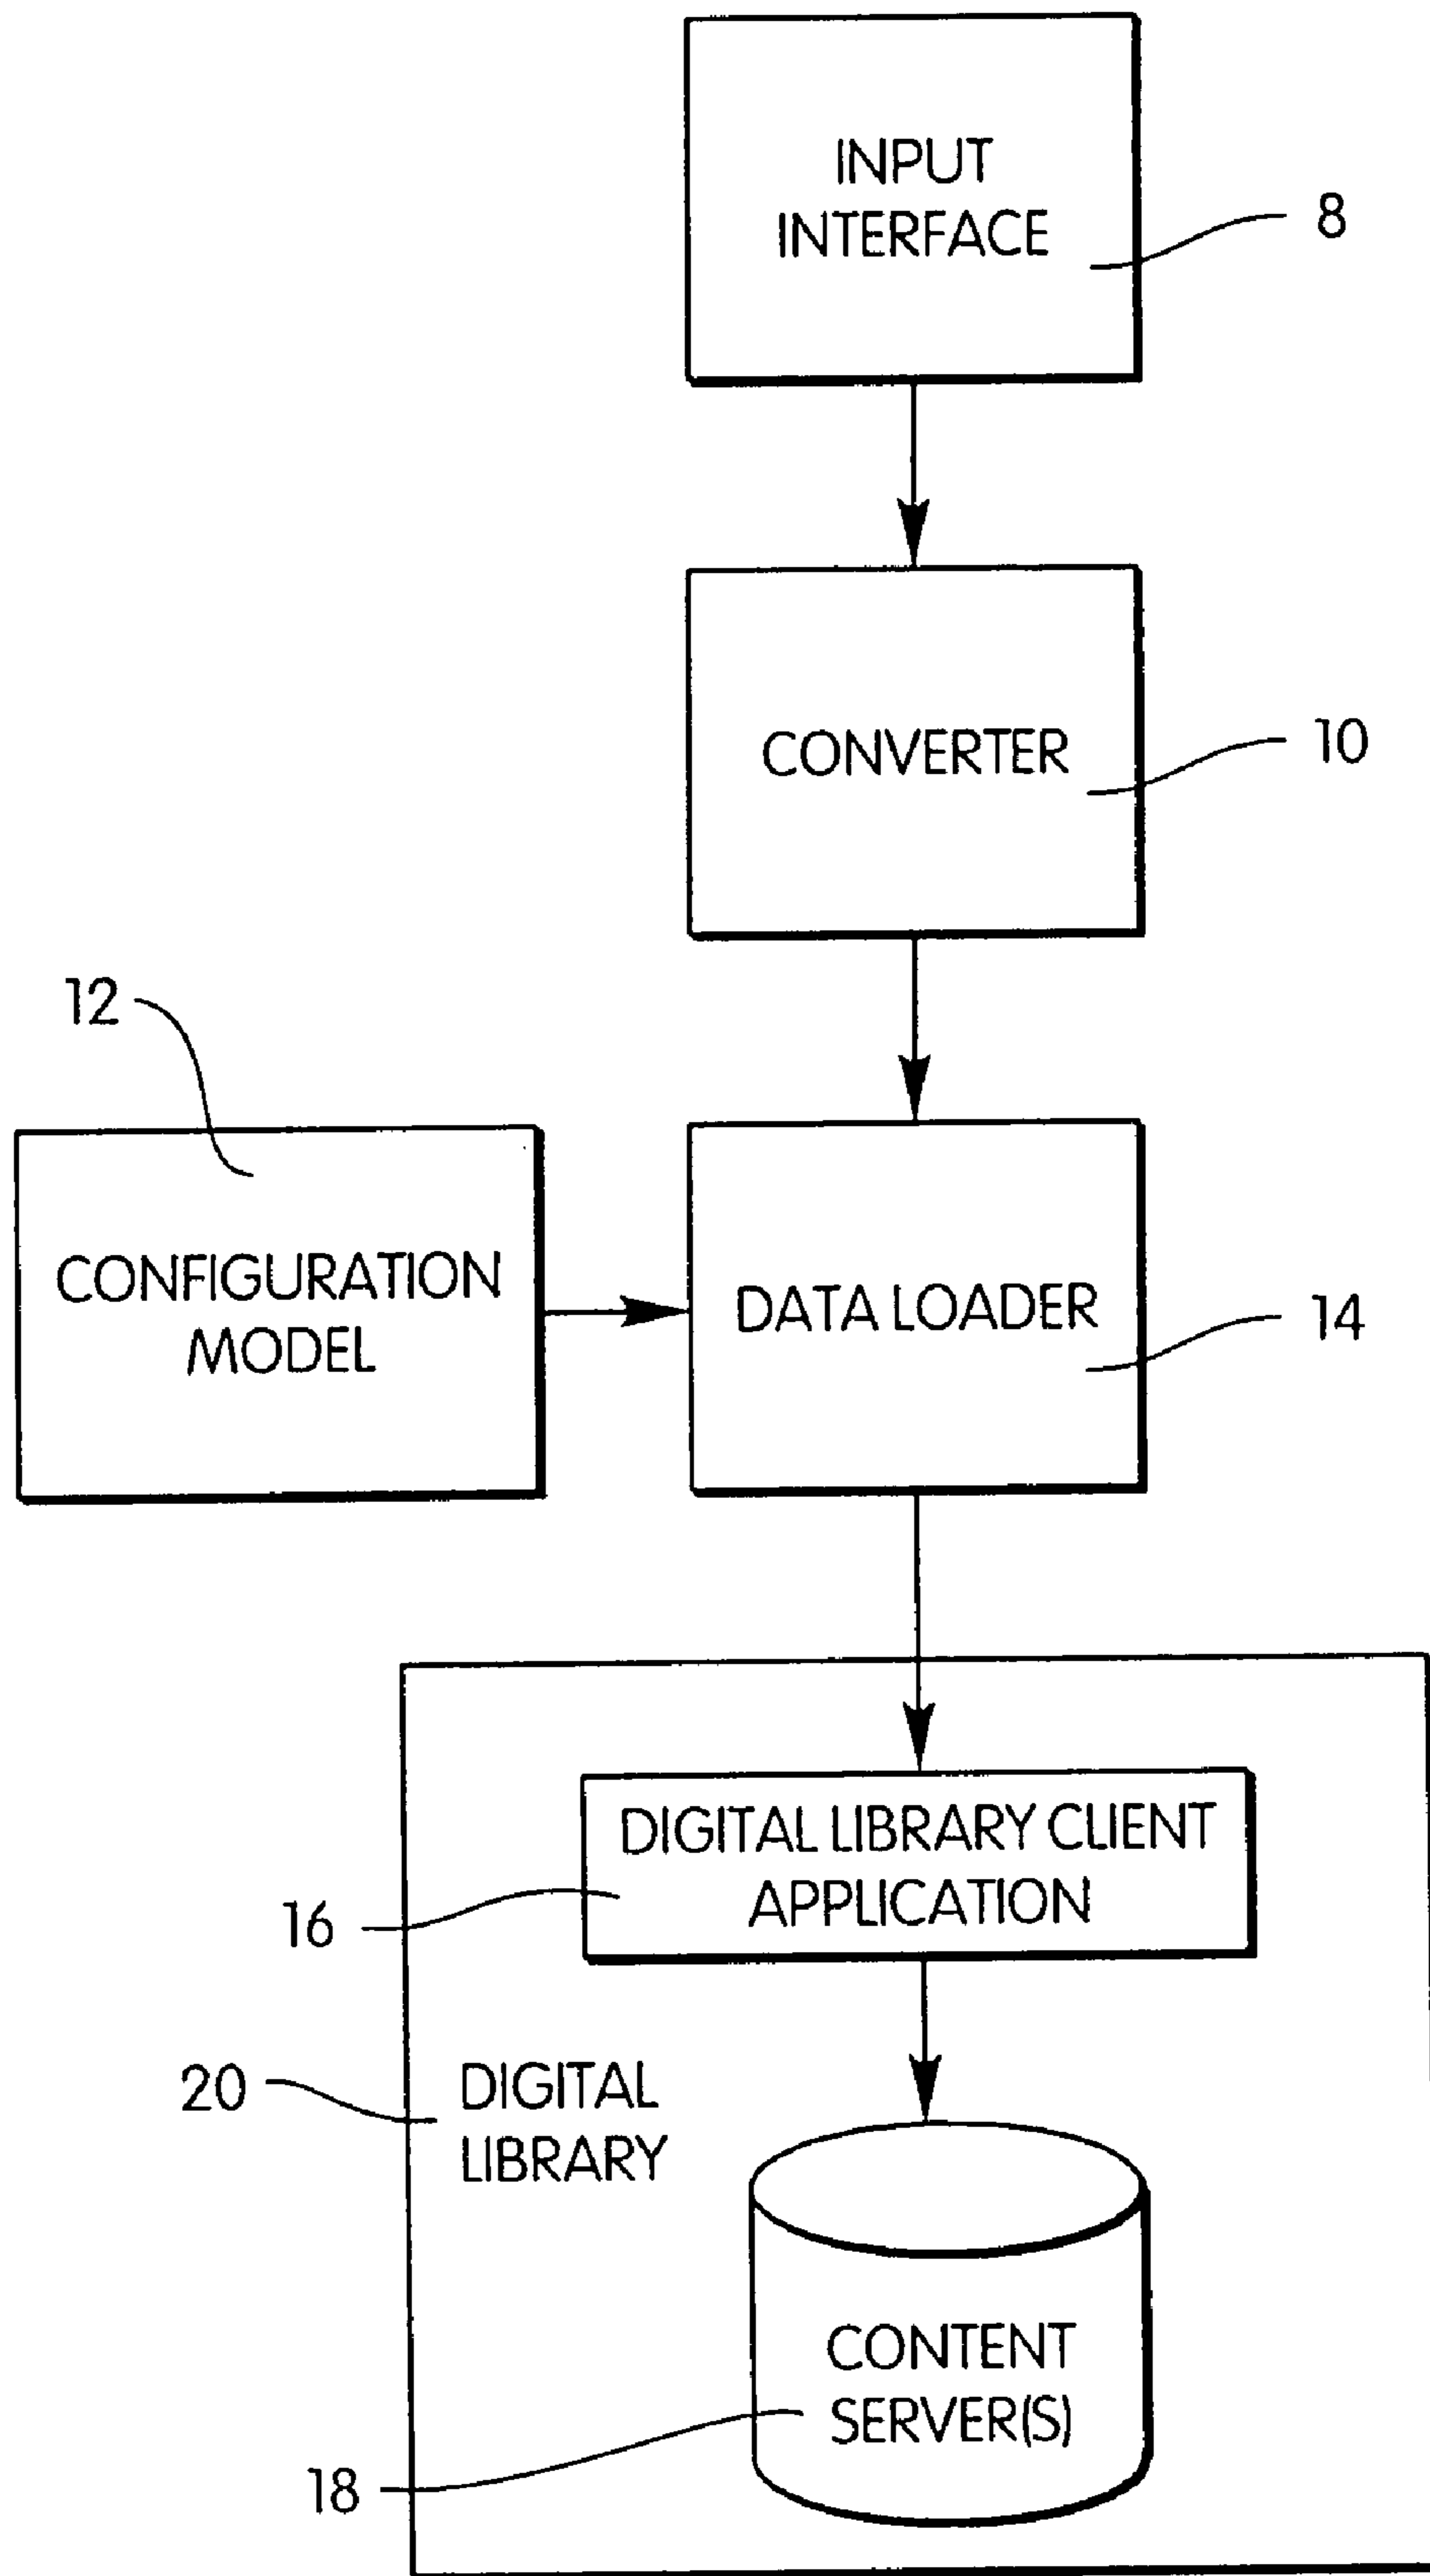 INPUT
INTERFACE
8
CONVERTER
10
12
CONFIGURATION
MODEL
DATA LOADER
14
DIGITAL LIBRARY CLIENT
APPLICATION
16
20
DIGITAL
LIBRARY
CONTENT
SERVER(S)
18